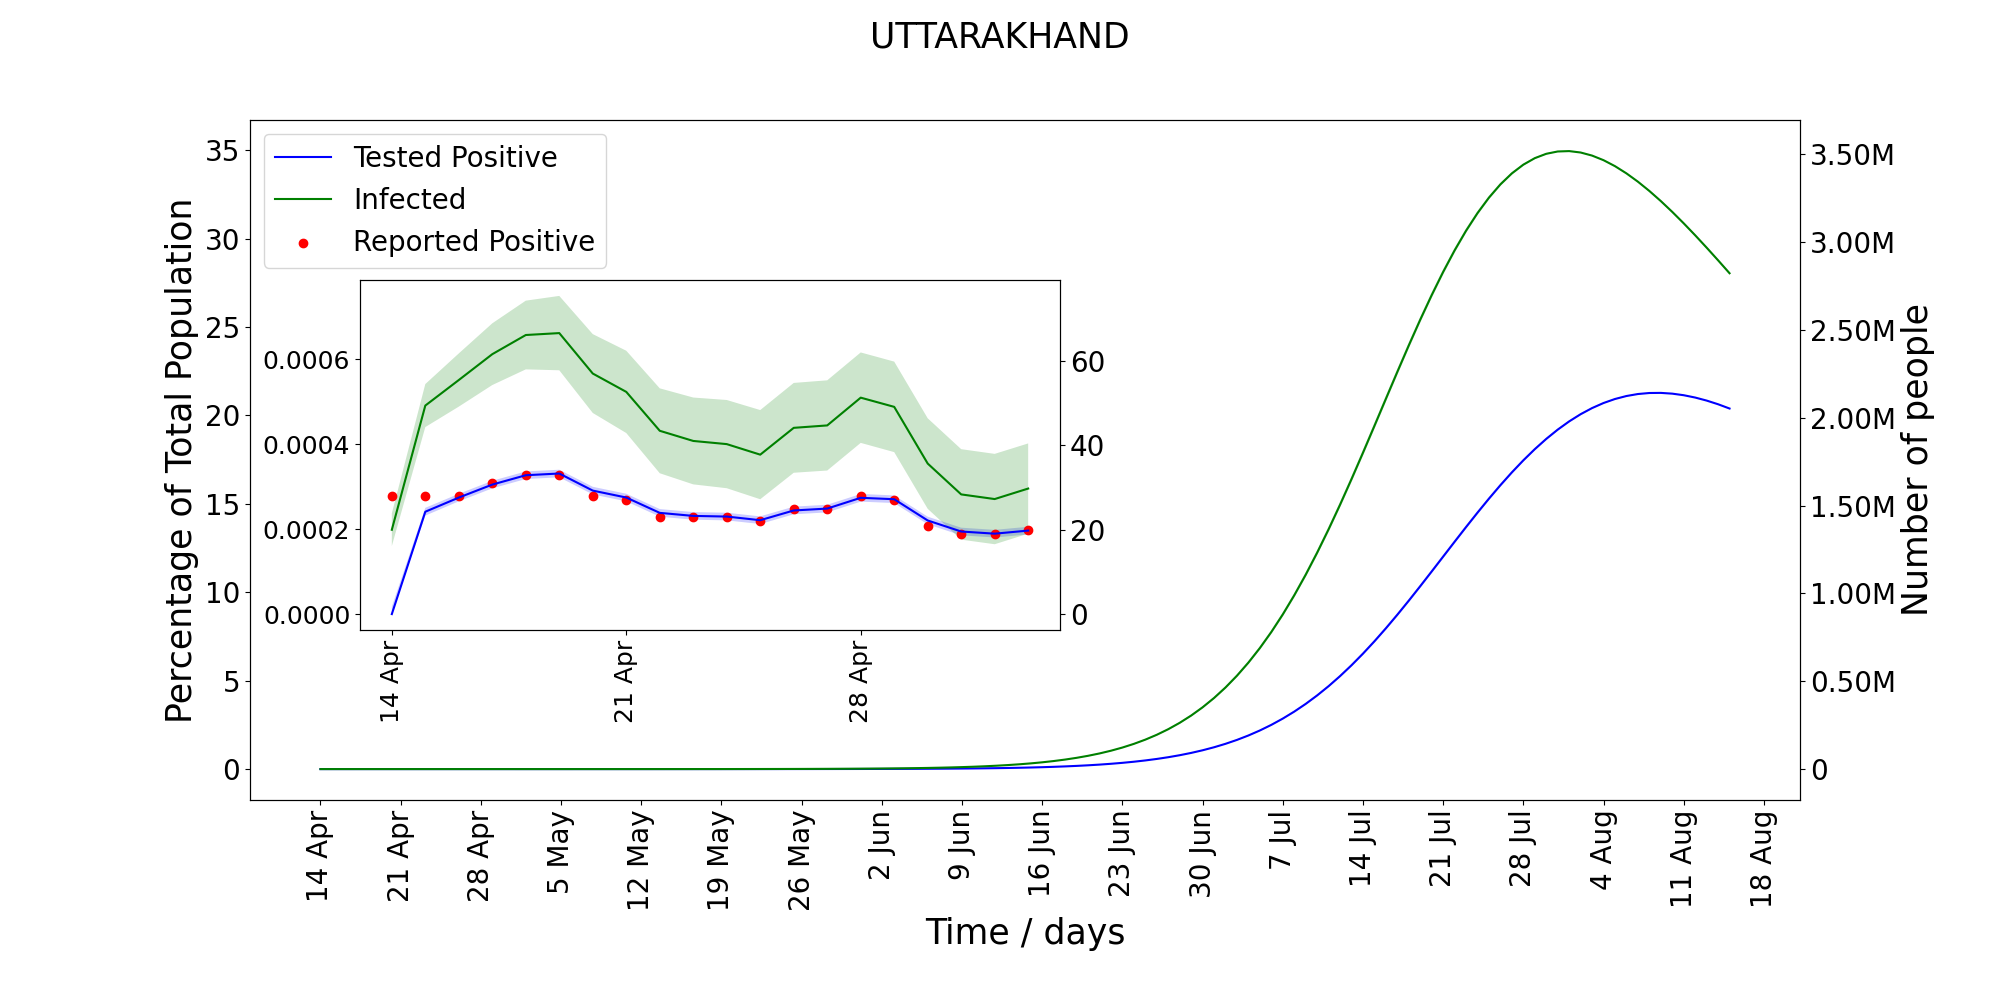 UTTARAKHAND
Tested Positive
Infected
Reported Positive
Percentage of Total Population
35
30
25
20
15
10
5
0
3.50M
3.00M
2.50M
2.00M
1.50M
1.00M
0.50M
0
Number of people
0.0006
0.0004
0.0002
0.0000
60
40
20
0
14 Apr
21 Apr
28 Apr
14 Apr
21 Apr
28 Apr
5 May
12 May
19 May
26 May
2 Jun
9 Jun
16 Jun
23 Jun
30 Jun
7 Jul
14 Jul
21 Jul
28 Jul
4 Aug
11 Aug
18 Aug
Time / days